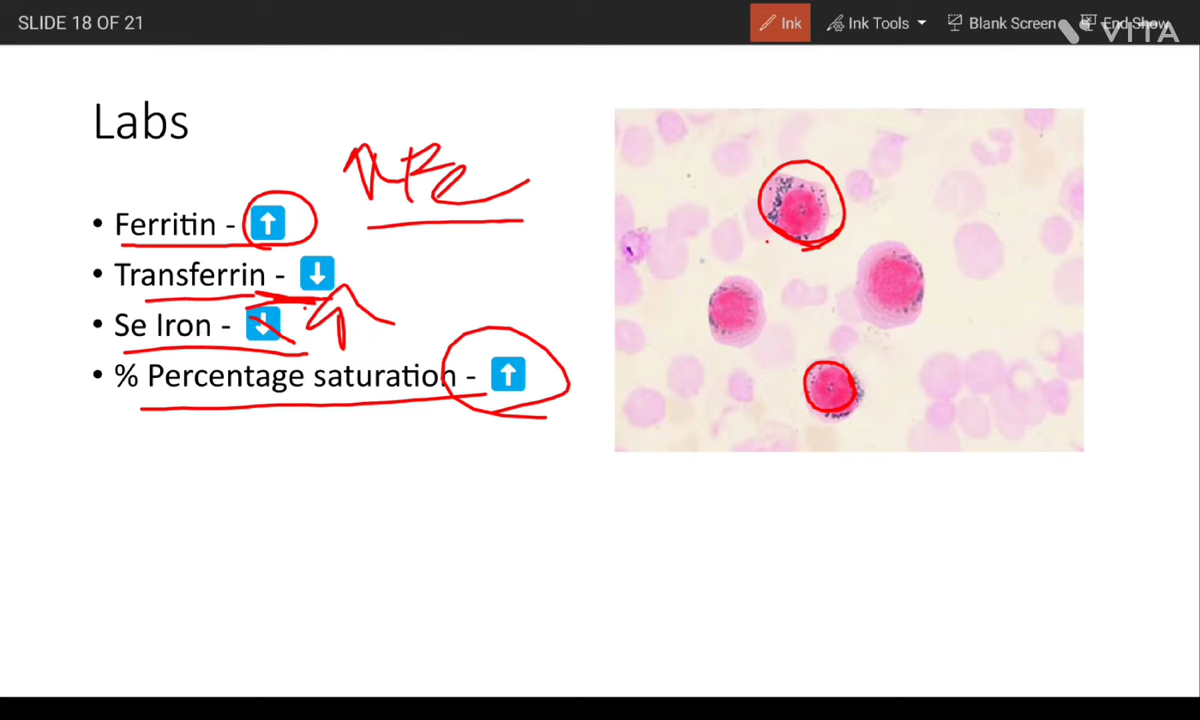 SLIDE 18 OF 21
Ink Ink Tools Blank Screen End Show
VITA
Labs
↑Fe
• Ferritin - ⬆
• Transferrin - ⬇
• Se Iron - ⬇ ↑
• % Percentage saturation - ⬆